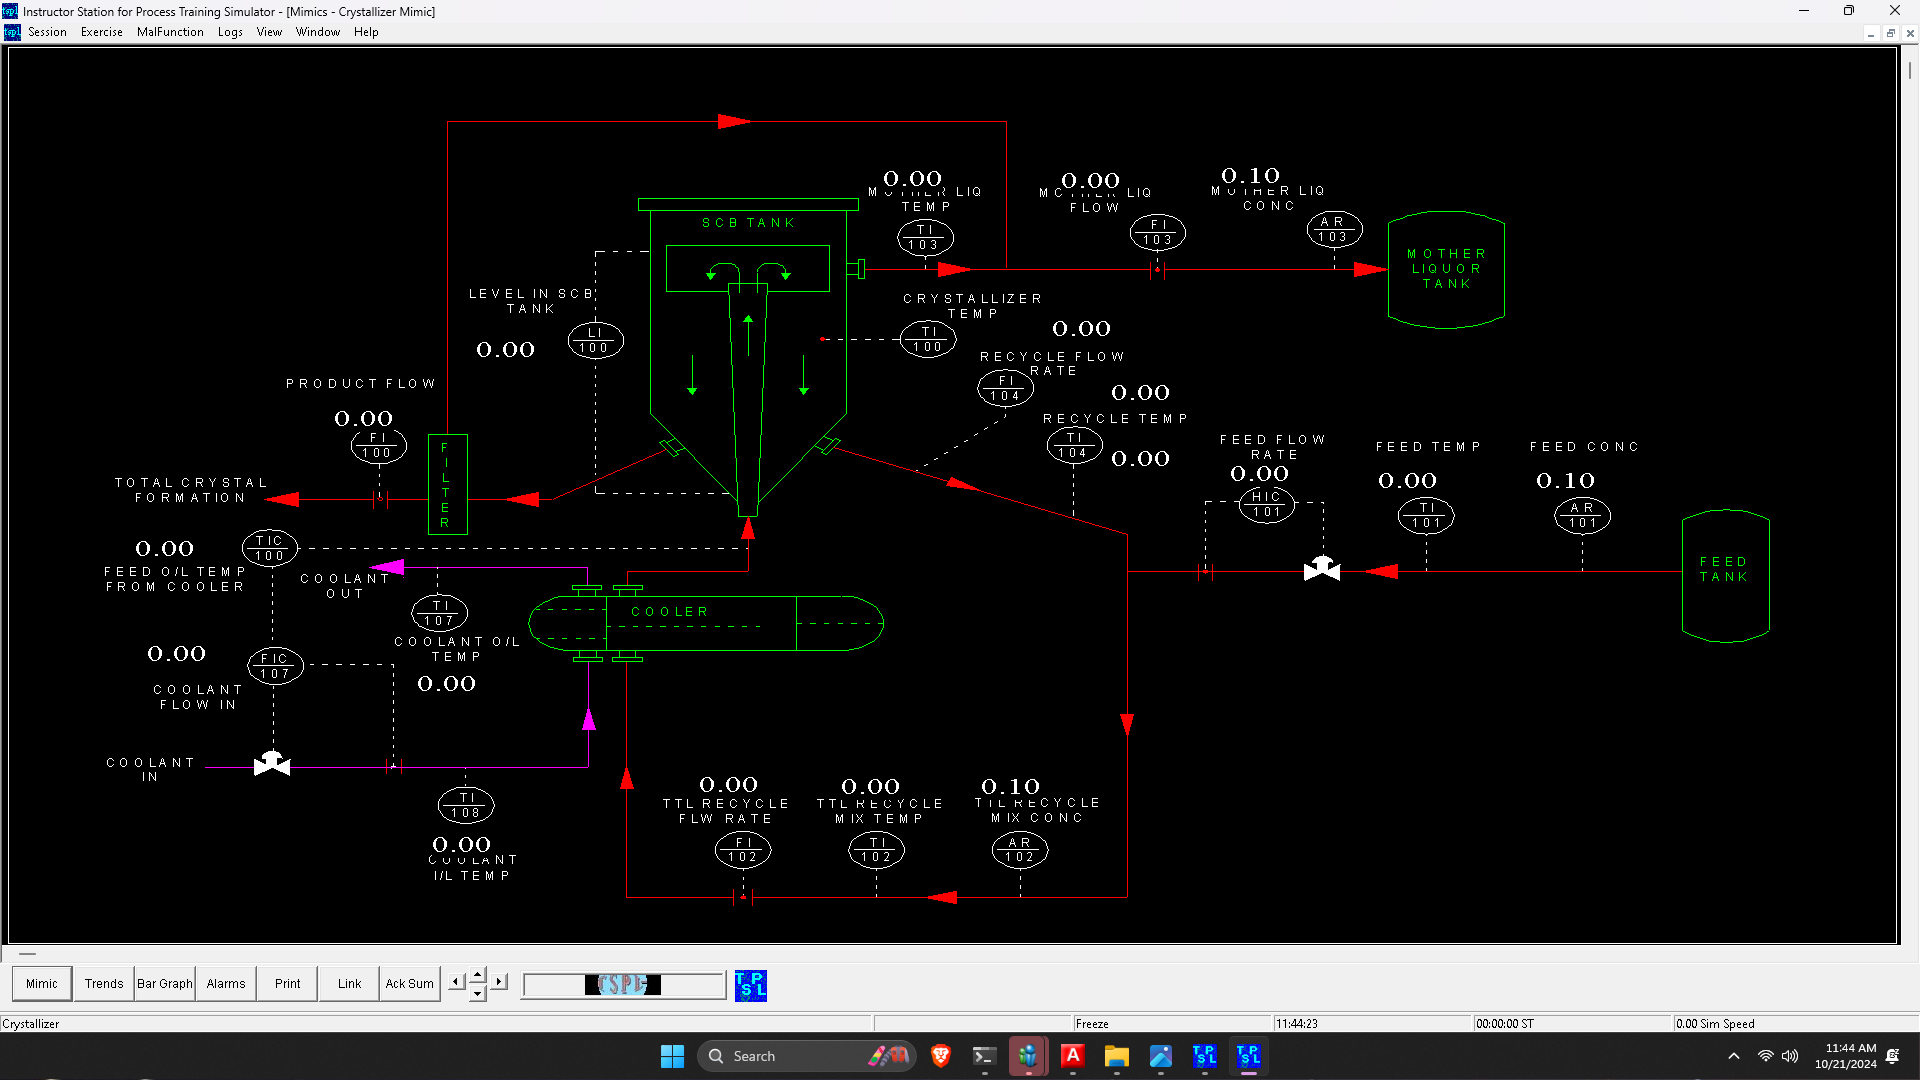 Instructor Station for Process Training Simulator - [Mimics - Crystallizer Mimic]
Session Exercise MalFunction Logs View Window Help
0.00
MOTHER LIQ
TEMP
TI
103
0.00
MOTHER LIQ
FLOW
FI
103
0.10
MOTHER LIQ
CONC
AR
103
SCB TANK
MOTHER
LIQUOR
TANK
LEVEL IN SCB
TANK
LI
100
0.00
CRYSTALLIZER
TEMP
TI
100
0.00
RECYCLE FLOW
RATE
FI
104
0.00
RECYCLE TEMP
TI
104
0.00
PRODUCT FLOW
0.00
FI
100
FILTER
TOTAL CRYSTAL
FORMATION
FEED FLOW
RATE
0.00
HIC
101
FEED TEMP
0.00
TI
101
FEED CONC
0.10
AR
101
FEED
TANK
TIC
100
0.00
FEED O/L TEMP
FROM COOLER
COOLANT
OUT
TI
107
COOLANT O/L
TEMP
0.00
COOLER
0.00
FIC
107
COOLANT
FLOW IN
COOLANT
IN
TI
108
0.00
COOLANT
I/L TEMP
0.00
TTL RECYCLE
FLW RATE
FI
102
0.00
TTL RECYCLE
MIX TEMP
TI
102
0.10
TTL RECYCLE
MIX CONC
AR
102
Mimic Trends Bar Graph Alarms Print Link Ack Sum
TSPL
TPSL
Crystallizer Freeze 11:44:23 00:00:00 ST 0.00 Sim Speed
Search
11:44 AM
10/21/2024